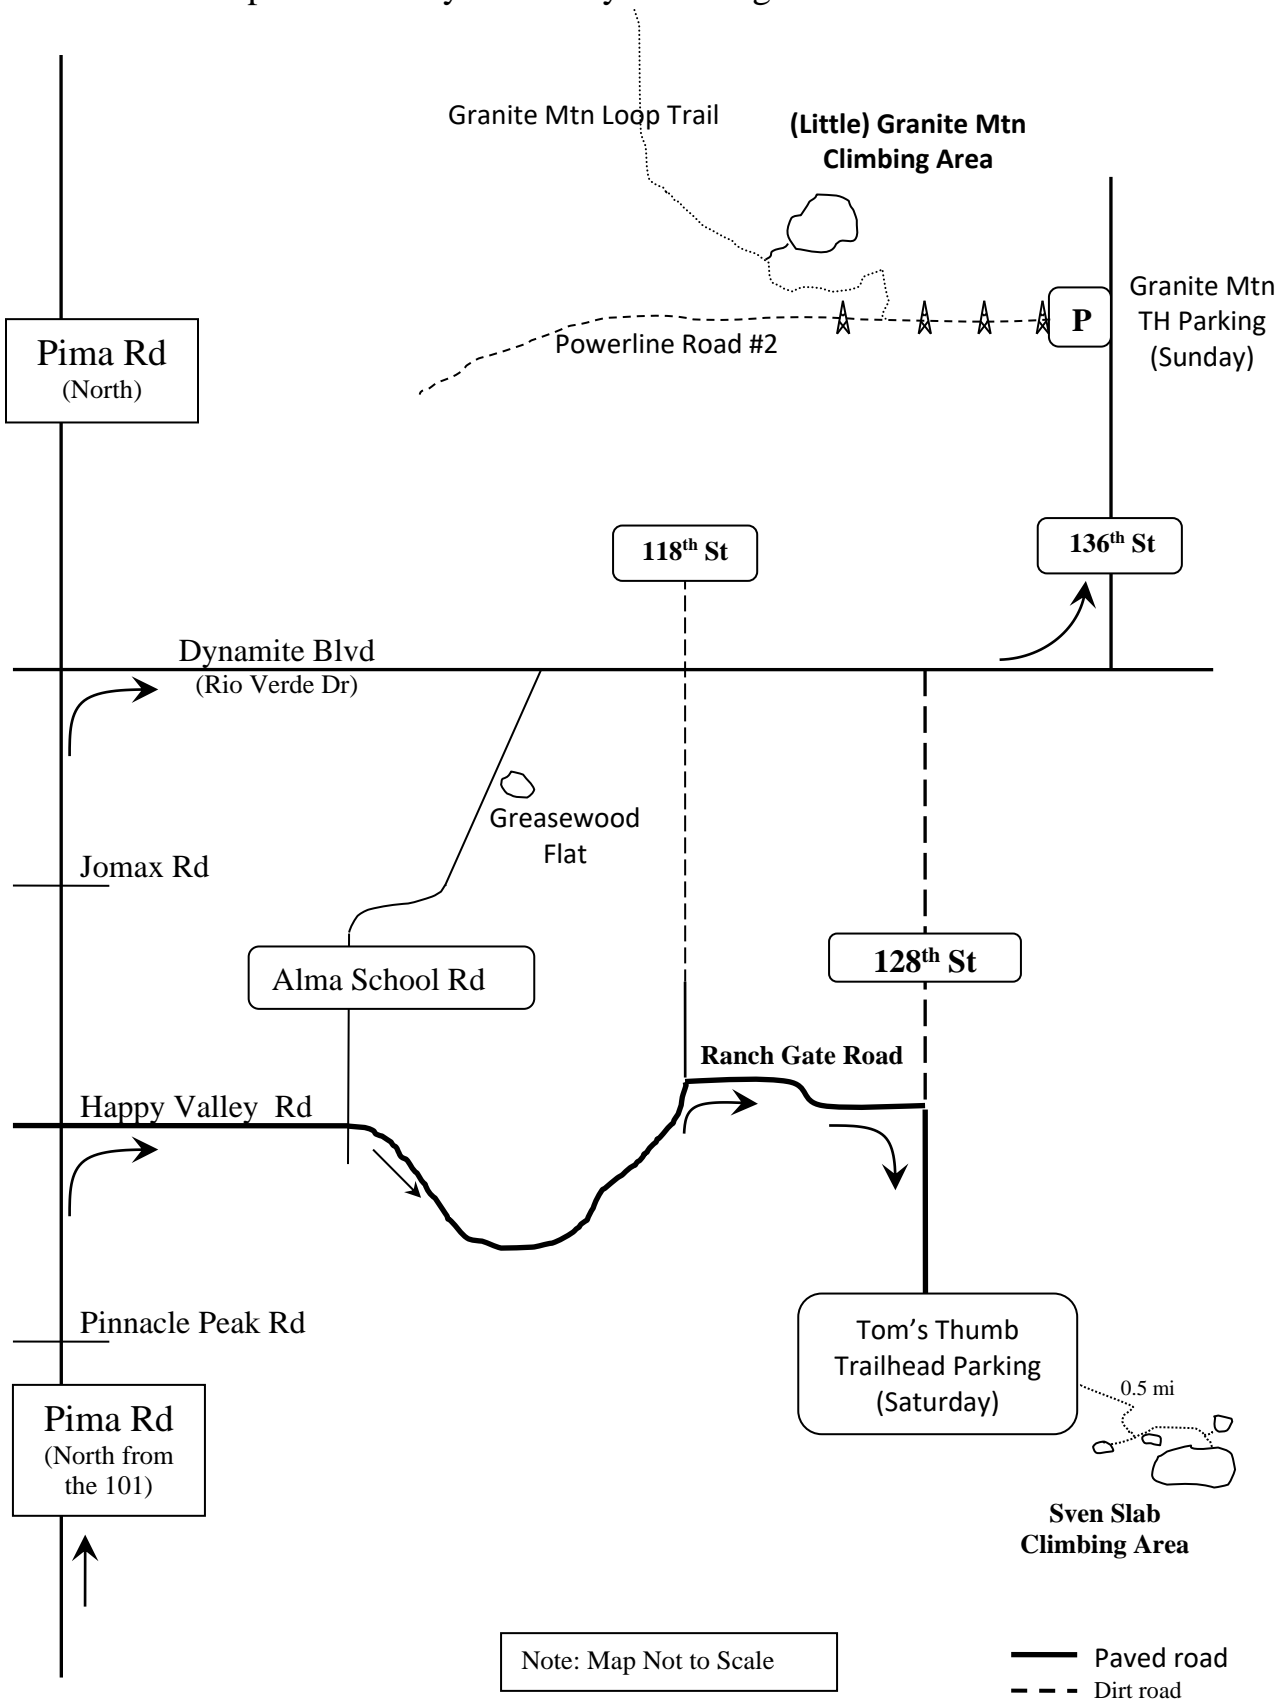 Granite Mtn Loop Trail
(Little) Granite Mtn
Climbing Area
Granite Mtn
TH Parking
(Sunday)
P
Pima Rd
(North)
Powerline Road #2
118th St
136th St
Dynamite Blvd
(Rio Verde Dr)
Greasewood
Flat
Jomax Rd
Alma School Rd
128th St
Ranch Gate Road
Happy Valley Rd
Pinnacle Peak Rd
Tom's Thumb
Trailhead Parking
(Saturday)
0.5 mi
Pima Rd
(North from
the 101)
Sven Slab
Climbing Area
Note: Map Not to Scale
Paved road
Dirt road